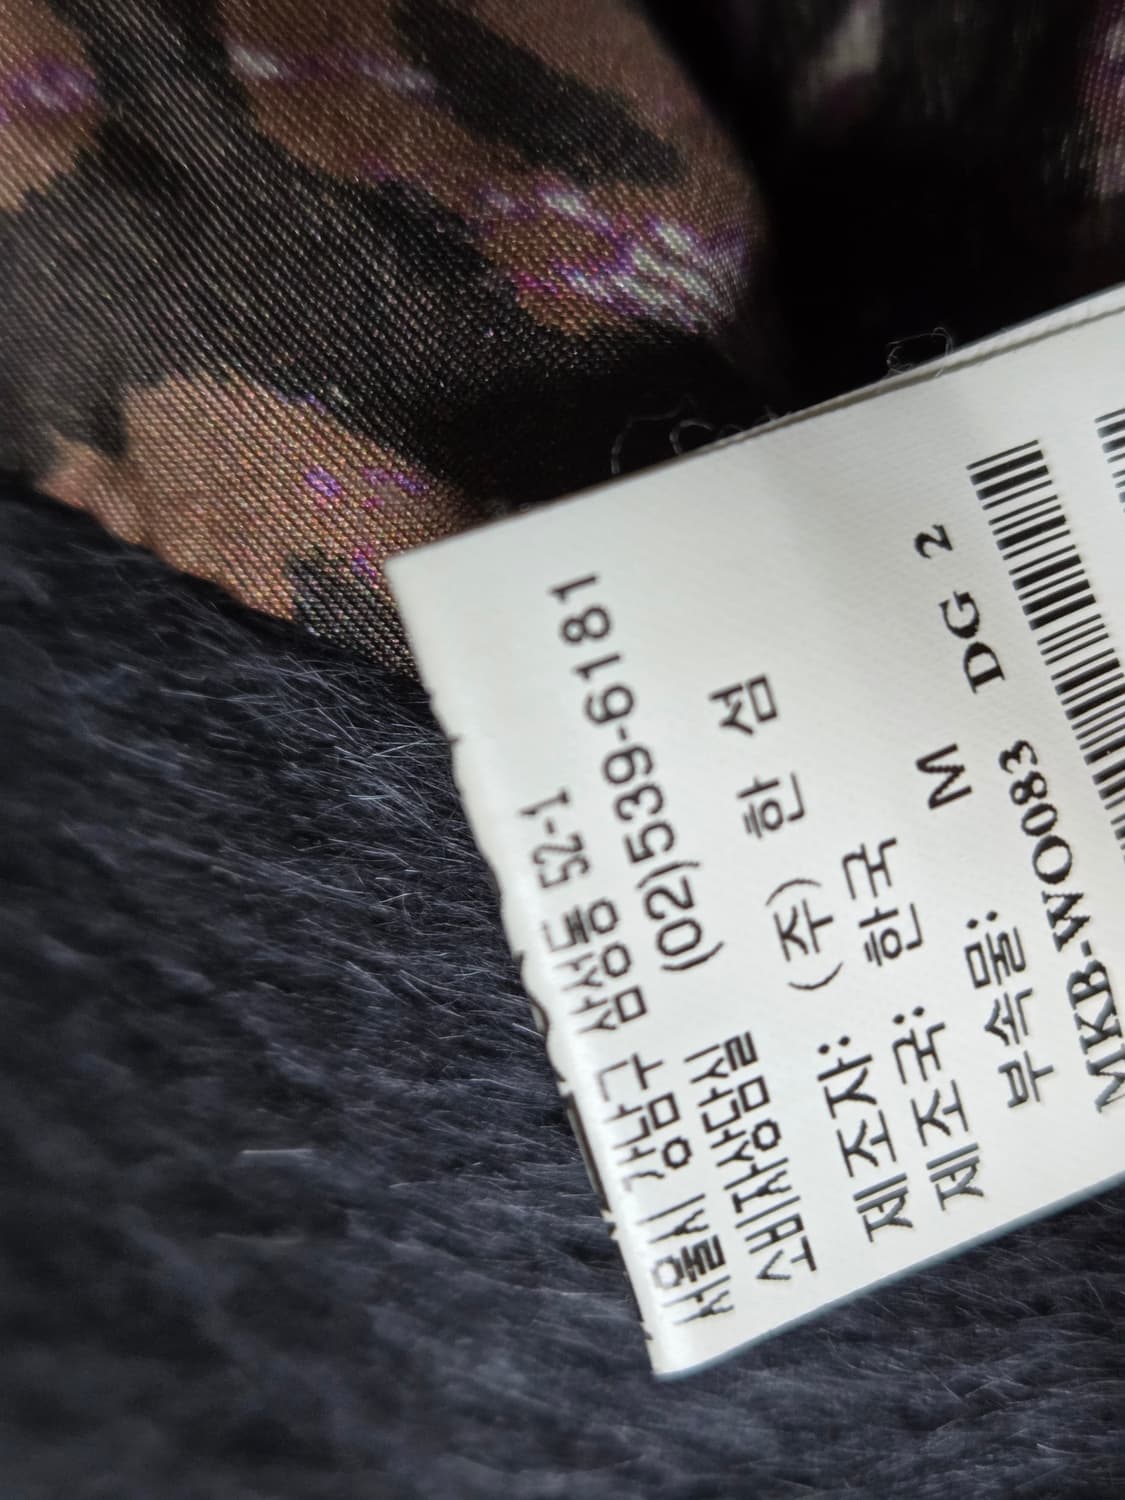 서울시 강남구 삼성동 52-1
소비자상담실 (02)539-6181
제조자: (주) 한 섬
제조국: 한국
부속물: M DG 2
MKB-WO0083